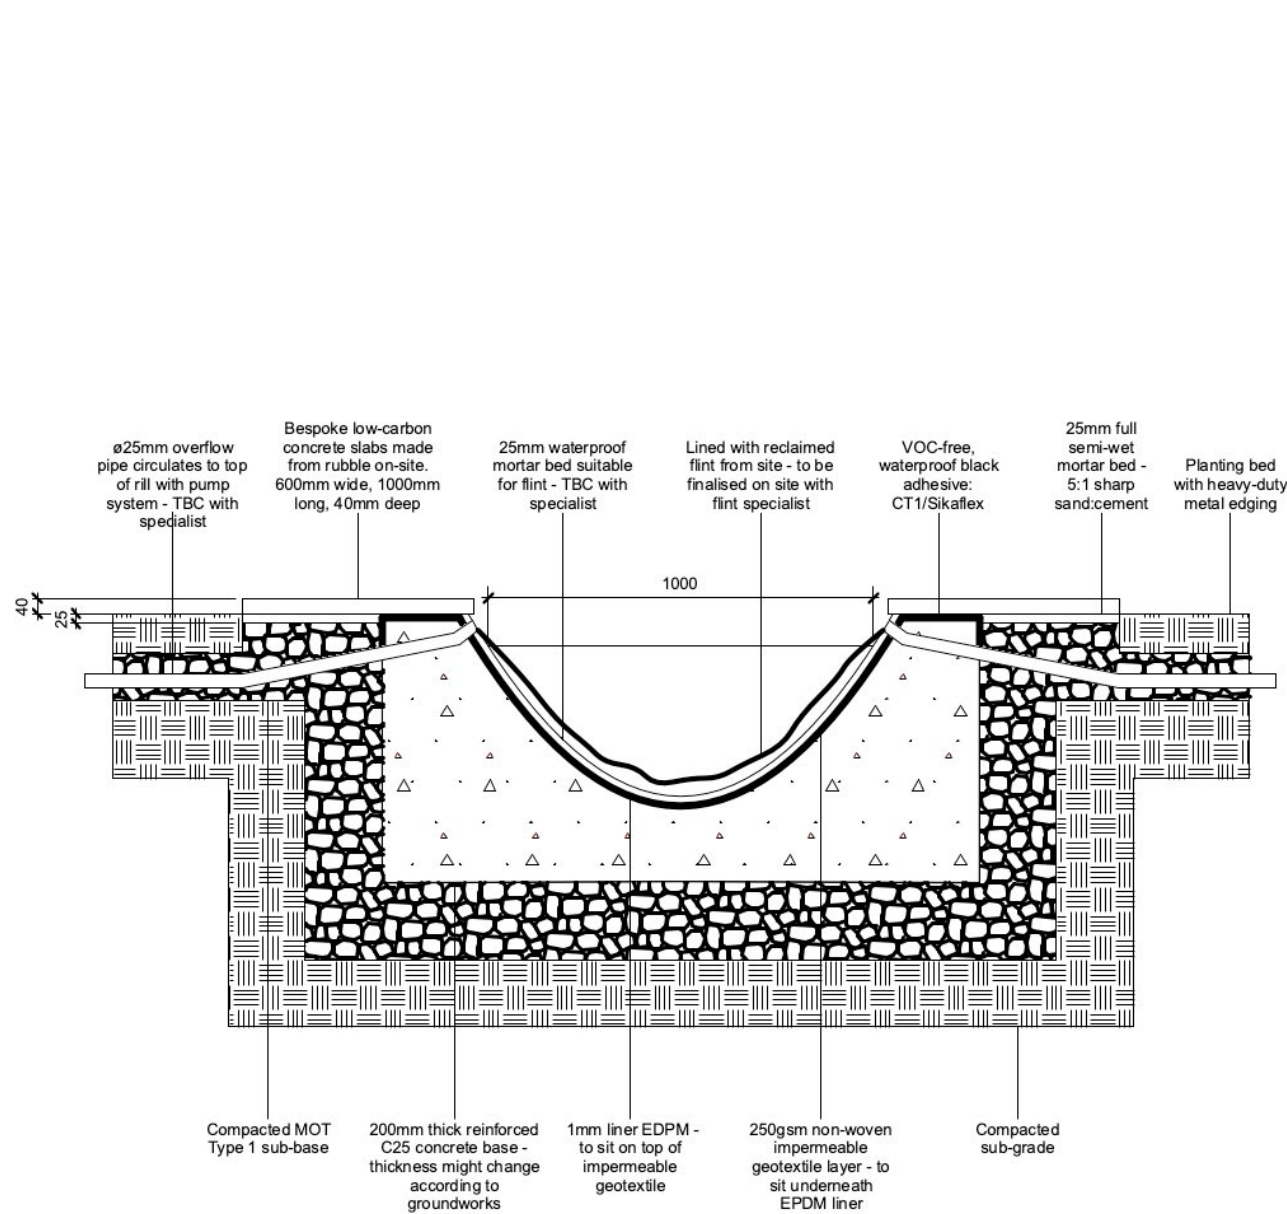 ø25mm overflow
pipe circulates to top
of rill with pump
system - TBC with
specialist
Bespoke low-carbon
concrete slabs made
from rubble on-site.
600mm wide, 1000mm
long, 40mm deep
25mm waterproof
mortar bed suitable
for flint - TBC with
specialist
Lined with reclaimed
flint from site - to be
finalised on site with
flint specialist
VOC-free,
waterproof black
adhesive:
CT1/Sikaflex
25mm full
semi-wet
mortar bed -
5:1 sharp
sand:cement
Planting bed
with heavy-duty
metal edging
1000
40
25
Compacted MOT
Type 1 sub-base
200mm thick reinforced
C25 concrete base -
thickness might change
according to
groundworks
1mm liner EDPM -
to sit on top of
impermeable
geotextile
250gsm non-woven
impermeable
geotextile layer - to
sit underneath
EPDM liner
Compacted
sub-grade